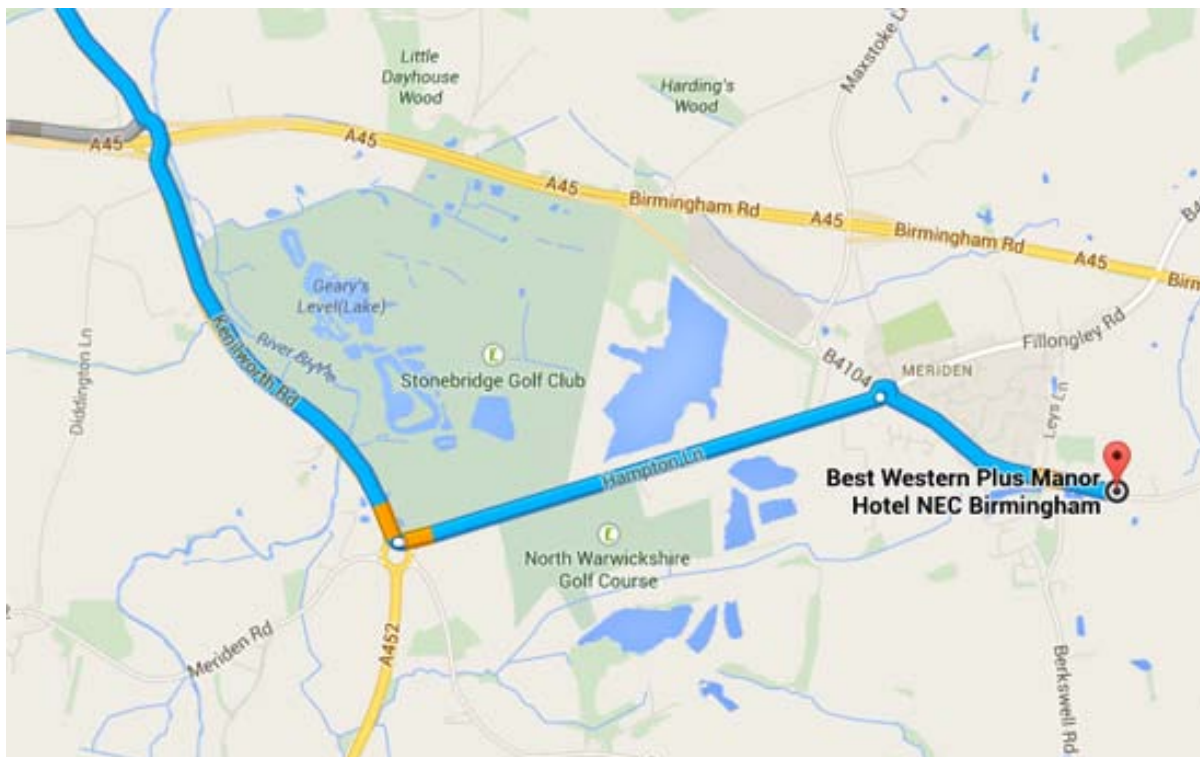 Little
Dayhouse
Wood
Harding's
Wood
Maxstoke Ln
A45
A45
A45
Birmingham Rd
A45
Birmingham Rd
A45
Geary's
Level(Lake)
River Blythe
Kenilworth Rd
Diddington Ln
Stonebridge Golf Club
B4104
MERIDEN
Fillongley Rd
Leys Ln
Hampton Ln
Best Western Plus Manor
Hotel NEC Birmingham
North Warwickshire
Golf Course
Meriden Rd
A452
Berkswell Rd